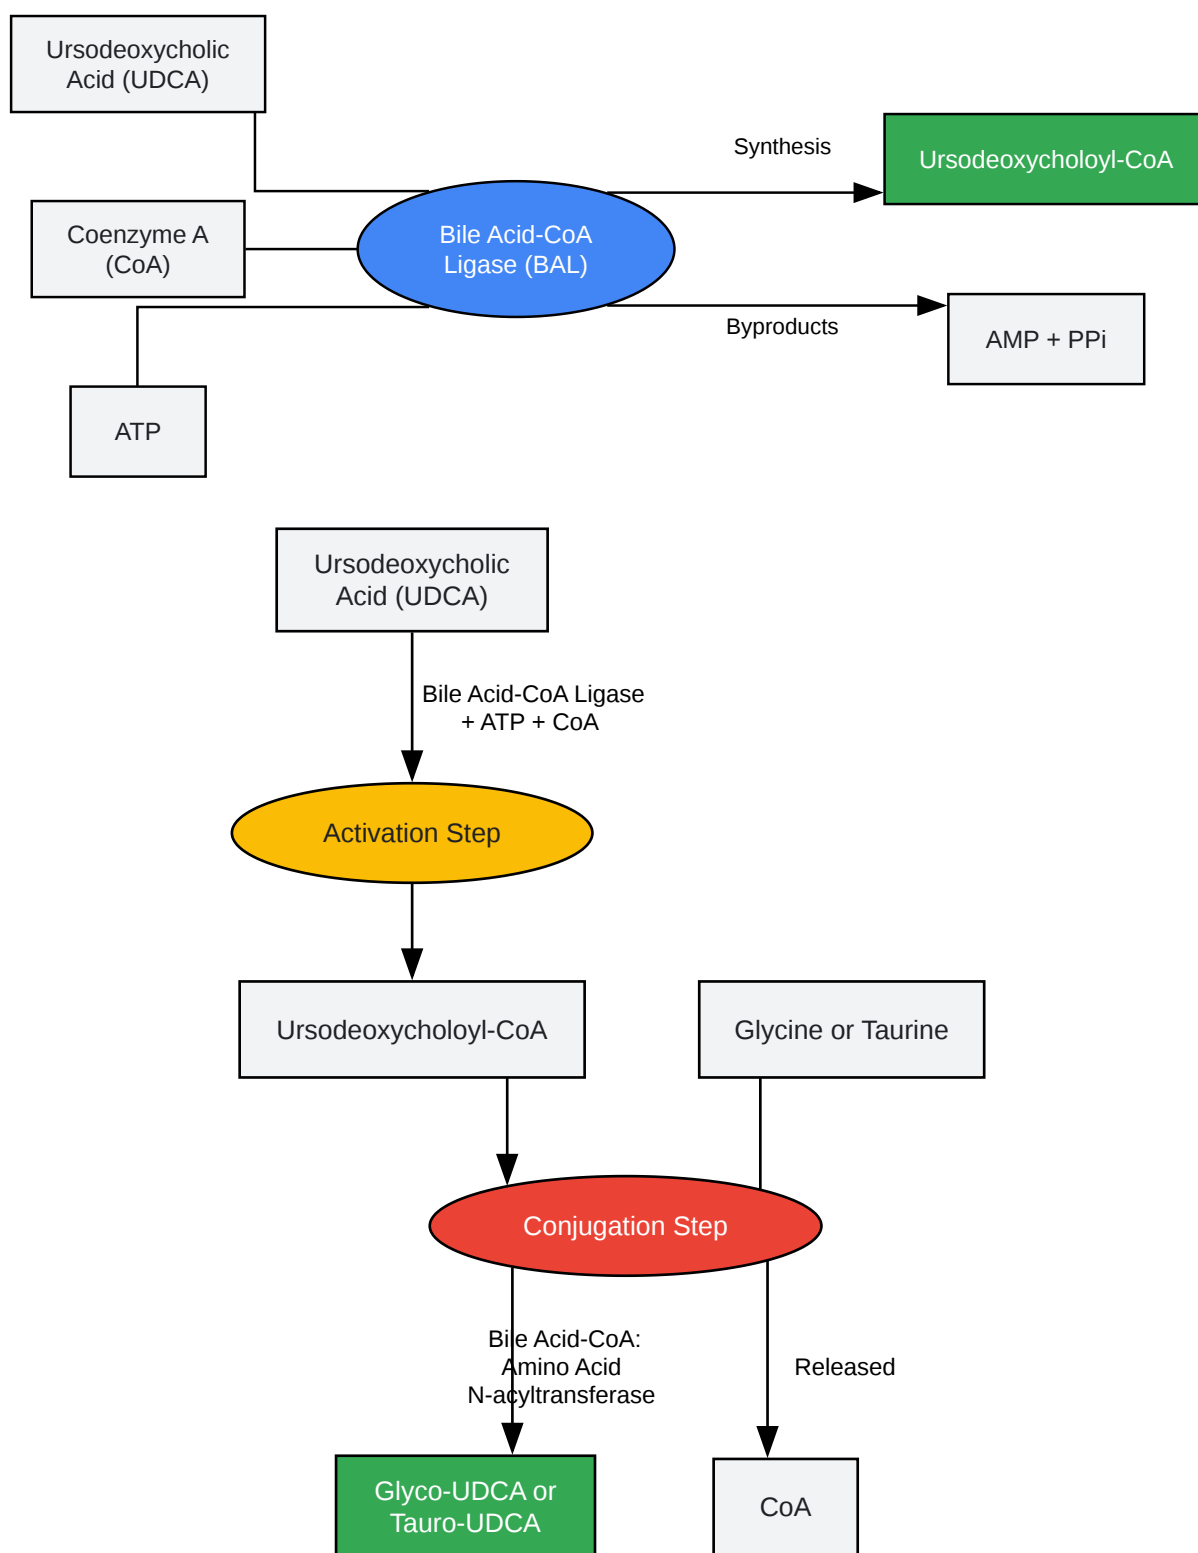 Ursodeoxycholic
Acid (UDCA)
Synthesis
Ursodeoxycholoyl-CoA
Coenzyme A
(CoA)
Bile Acid-CoA
Ligase (BAL)
Byproducts
AMP + PPi
ATP
Ursodeoxycholic
Acid (UDCA)
Bile Acid-CoA Ligase
+ ATP + CoA
Activation Step
Ursodeoxycholoyl-CoA
Glycine or Taurine
Conjugation Step
Bile Acid-CoA:
Amino Acid
N-acyltransferase
Released
Glyco-UDCA or
Tauro-UDCA
CoA